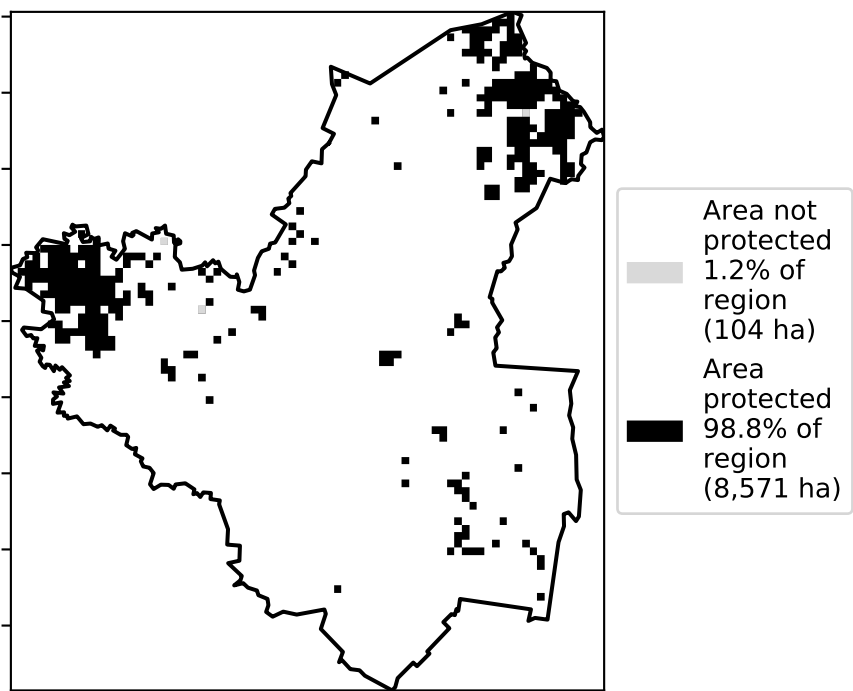 Area not
protected
1.2% of
region
(104 ha)
Area
protected
98.8% of
region
(8,571 ha)